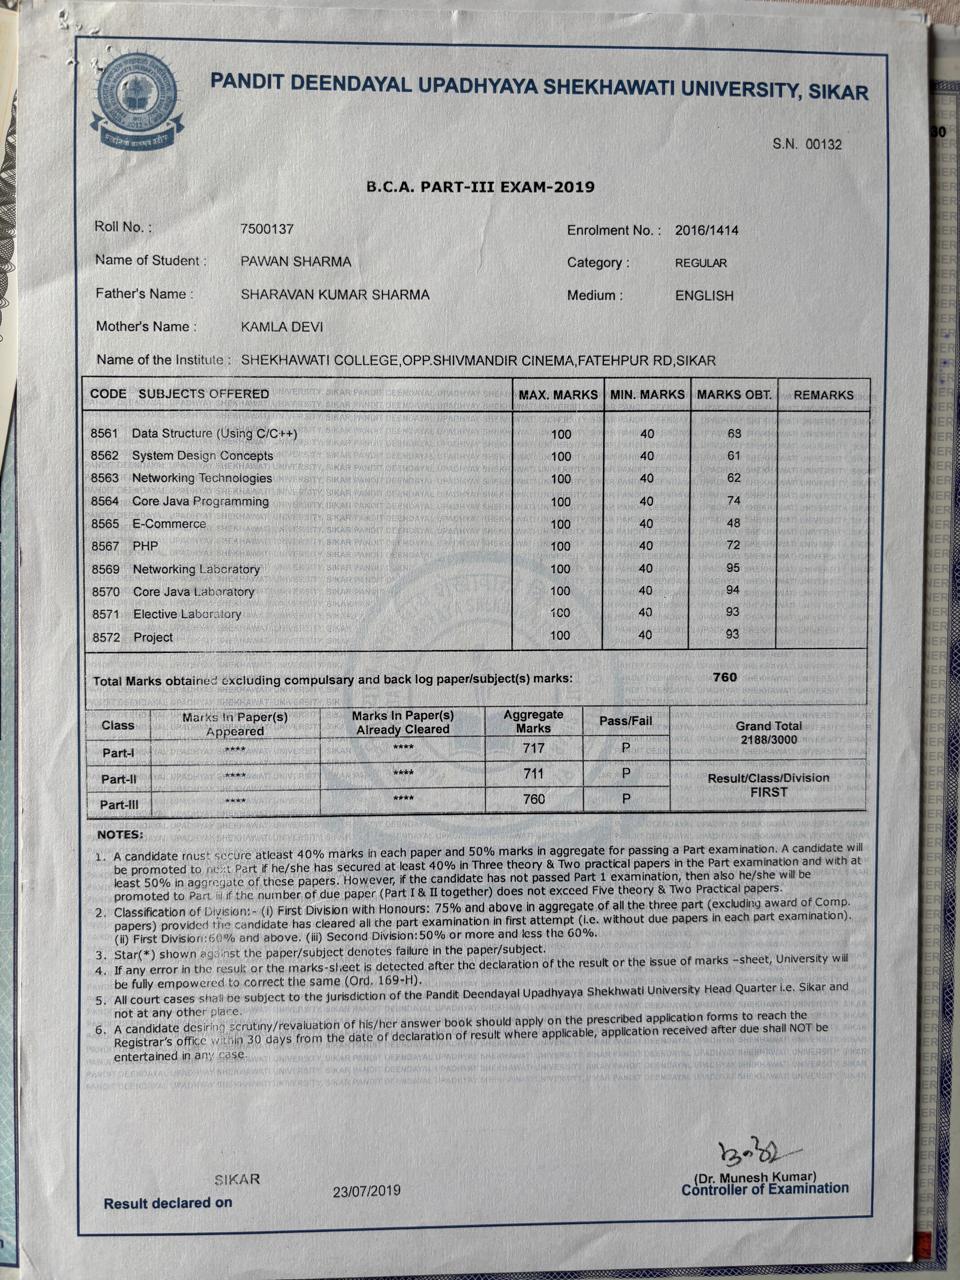 PANDIT DEENDAYAL UPADHYAYA SHEKHAWATI UNIVERSITY, SIKAR
S.N. 00132
B.C.A. PART-III EXAM-2019
Roll No. : 7500137 Enrolment No. : 2016/1414
Name of Student : PAWAN SHARMA Category : REGULAR
Father's Name : SHARAVAN KUMAR SHARMA Medium : ENGLISH
Mother's Name : KAMLA DEVI
Name of the Institute : SHEKHAWATI COLLEGE,OPP.SHIVMANDIR CINEMA,FATEHPUR RD,SIKAR
CODE SUBJECTS OFFERED MAX. MARKS MIN. MARKS MARKS OBT. REMARKS
8561 Data Structure (Using C/C++) 100 40 68
8562 System Design Concepts 100 40 61
8563 Networking Technologies 100 40 62
8564 Core Java Programming 100 40 74
8565 E-Commerce 100 40 48
8567 PHP 100 40 72
8569 Networking Laboratory 100 40 95
8570 Core Java Laboratory 100 40 94
8571 Elective Laboratory 100 40 93
8572 Project 100 40 93
Total Marks obtained excluding compulsary and back log paper/subject(s) marks: 760
Class Marks In Paper(s) Appeared Marks In Paper(s) Already Cleared Aggregate Marks Pass/Fail Grand Total
2188/3000
Part-I **** **** 717 P
Part-II **** **** 711 P Result/Class/Division
FIRST
Part-III **** **** 760 P
NOTES:
1. A candidate must secure atleast 40% marks in each paper and 50% marks in aggregate for passing a Part examination. A candidate will
be promoted to next Part if he/she has secured at least 40% in Three theory & Two practical papers in the Part examination and with at
least 50% in aggregate of these papers. However, if the candidate has not passed Part 1 examination, then also he/she will be
promoted to Part iii if the number of due paper (Part I & II together) does not exceed Five theory & Two Practical papers.
2. Classification of Division:- (i) First Division with Honours: 75% and above in aggregate of all the three part (excluding award of Comp.
papers) provided the candidate has cleared all the part examination in first attempt (i.e. without due papers in each part examination).
(ii) First Division:60% and above. (iii) Second Division:50% or more and less the 60%.
3. Star(*) shown against the paper/subject denotes failure in the paper/subject.
4. If any error in the result or the marks-sheet is detected after the declaration of the result or the issue of marks –sheet, University will
be fully empowered to correct the same (Ord. 169-H).
5. All court cases shall be subject to the jurisdiction of the Pandit Deendayal Upadhyaya Shekhwati University Head Quarter i.e. Sikar and
not at any other place.
6. A candidate desiring scrutiny/revaluation of his/her answer book should apply on the prescribed application forms to reach the
Registrar's office within 30 days from the date of declaration of result where applicable, application received after due shall NOT be
entertained in any case
SIKAR
Result declared on 23/07/2019
(Dr. Munesh Kumar)
Controller of Examination